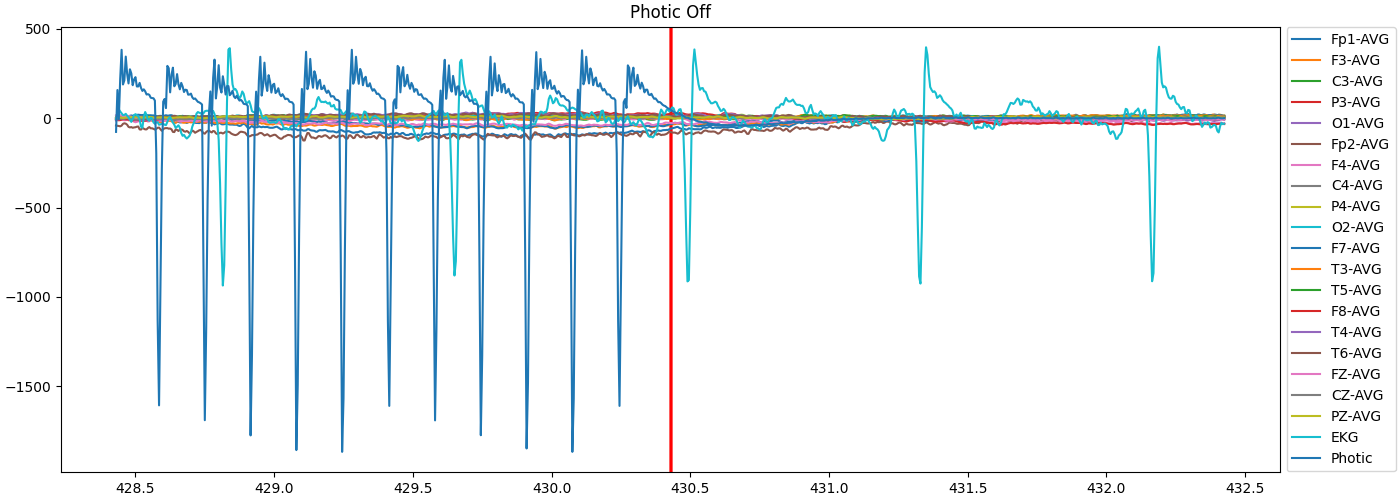 Photic Off
500
0
−500
−1000
−1500
428.5 429.0 429.5 430.0 430.5 431.0 431.5 432.0 432.5
Fp1-AVG
F3-AVG
C3-AVG
P3-AVG
O1-AVG
Fp2-AVG
F4-AVG
C4-AVG
P4-AVG
O2-AVG
F7-AVG
T3-AVG
T5-AVG
F8-AVG
T4-AVG
T6-AVG
FZ-AVG
CZ-AVG
PZ-AVG
EKG
Photic